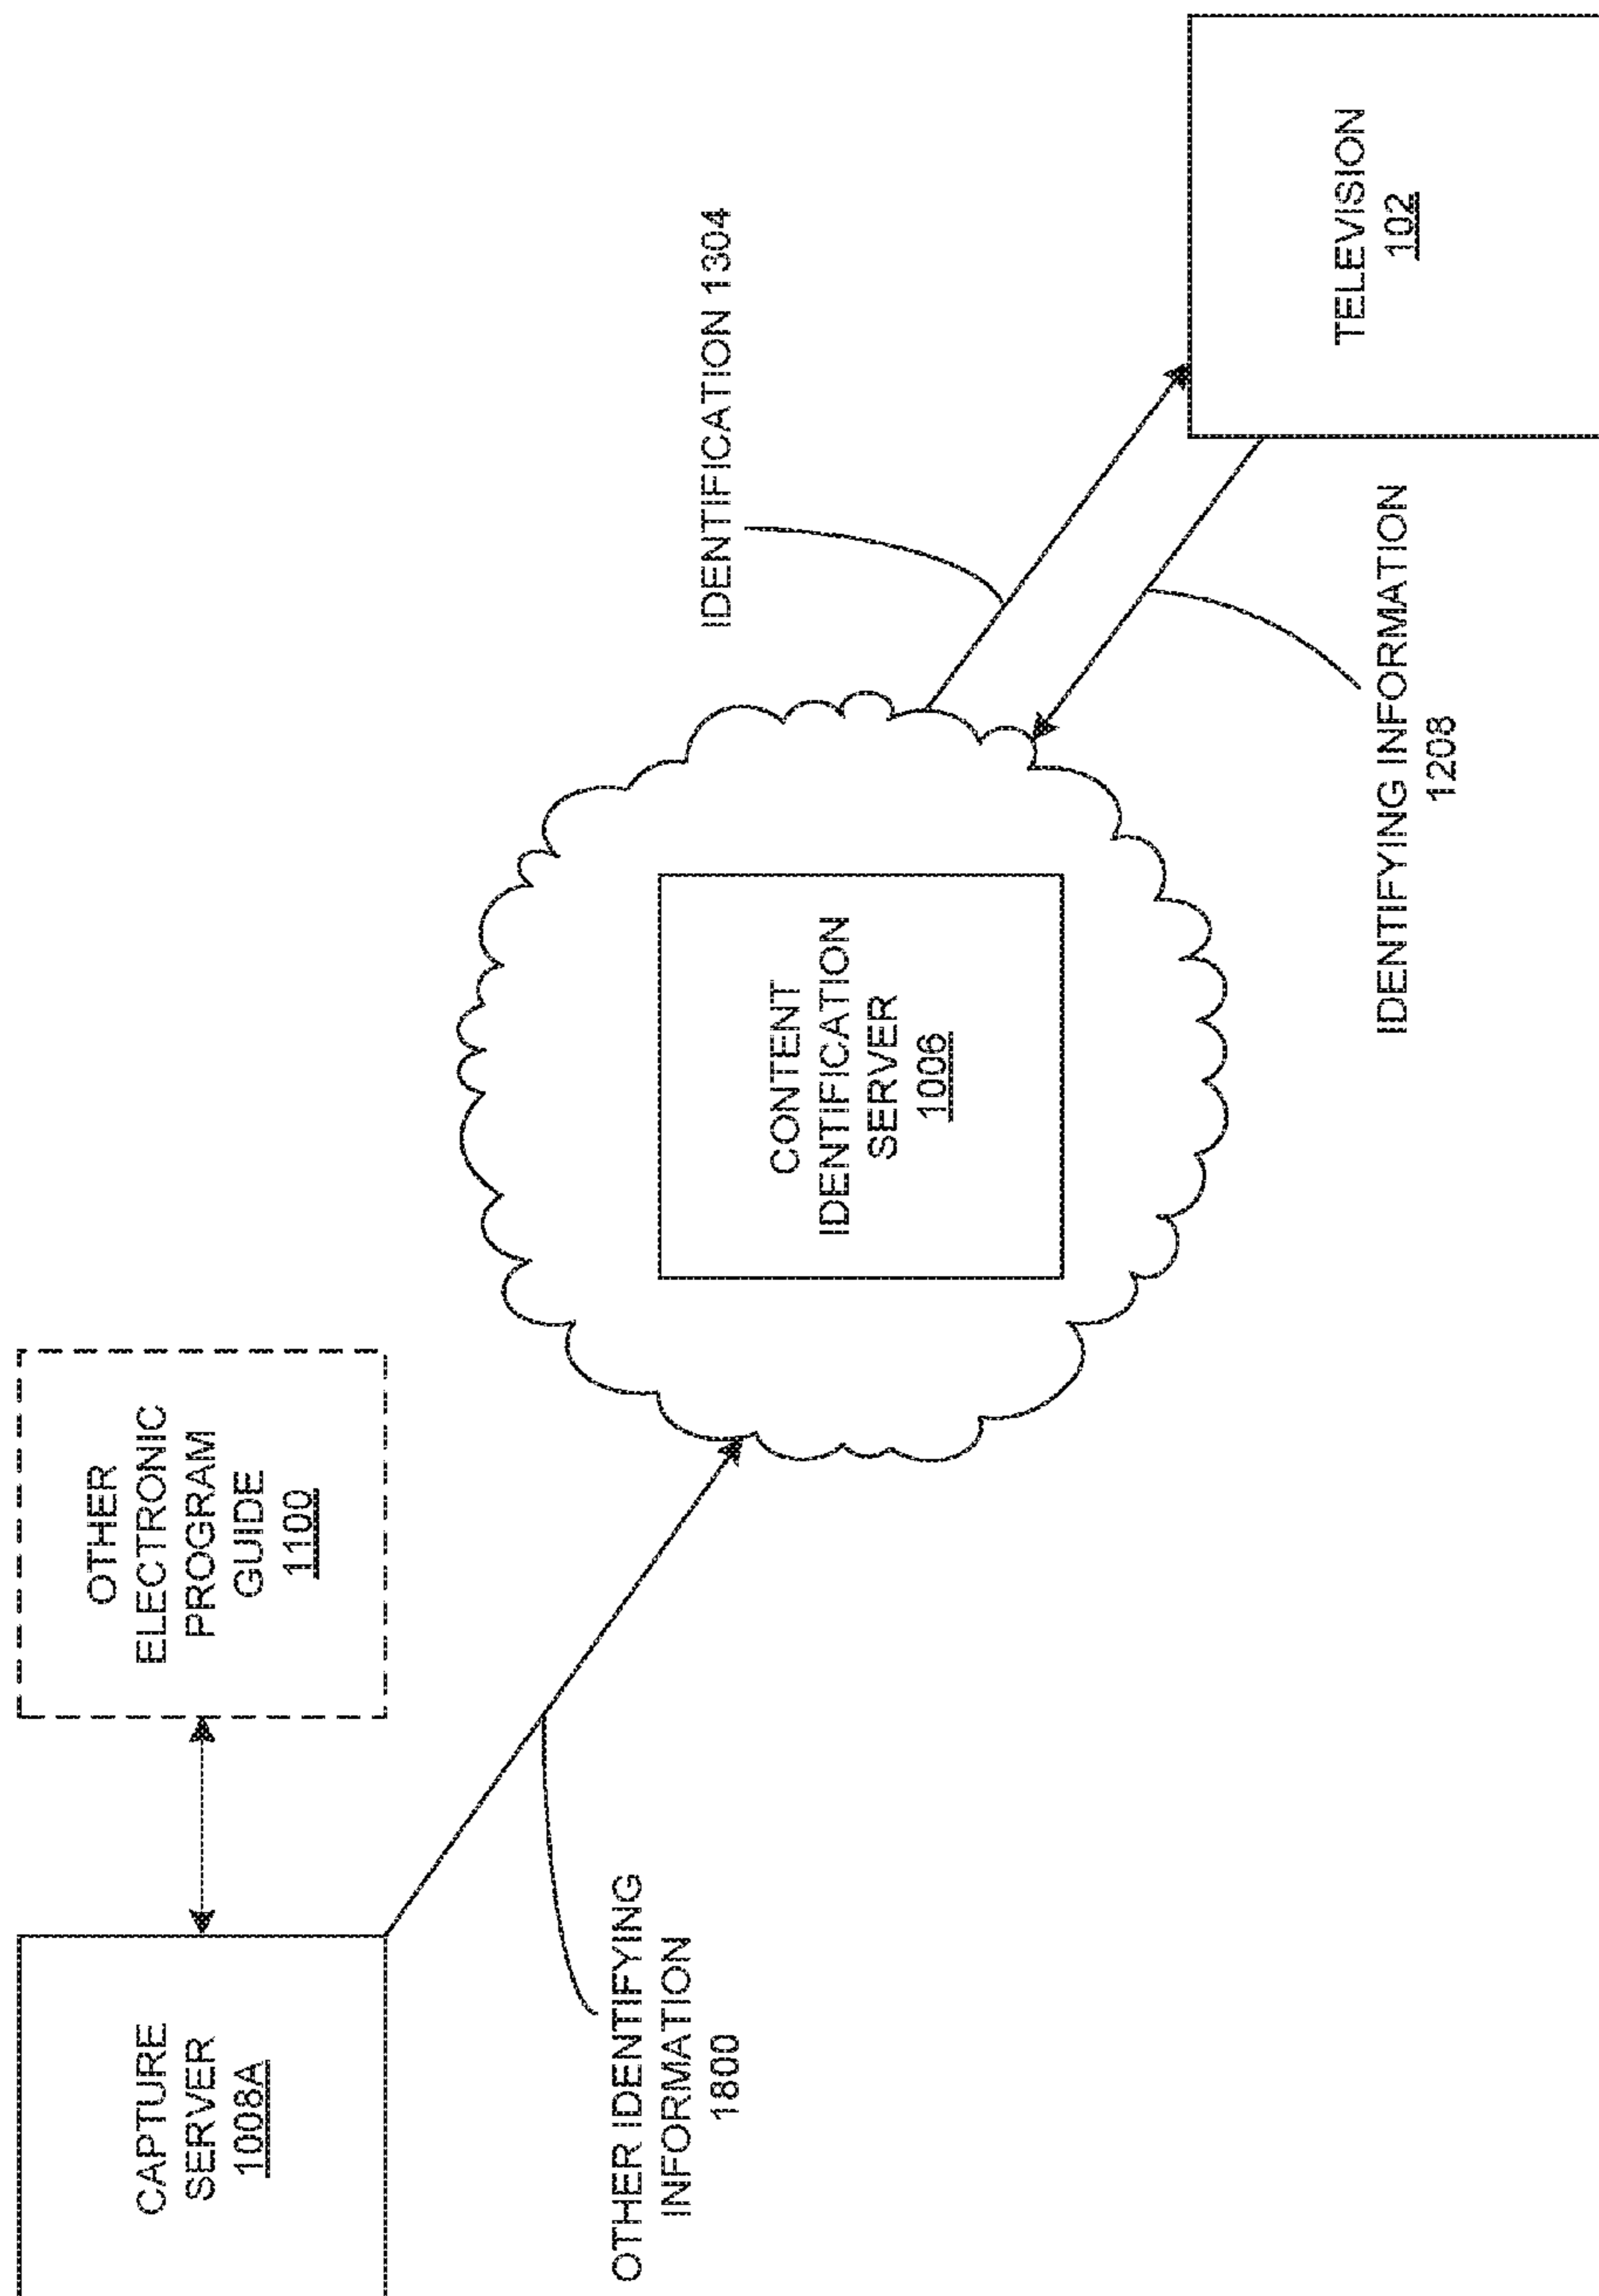 CAPTURE
SERVER
1008A
OTHER
ELECTRONIC
PROGRAM
GUIDE
1100
OTHER IDENTIFYING
INFORMATION
1800
CONTENT
IDENTIFICATION
SERVER
1006
IDENTIFICATION 1304
IDENTIFYING INFORMATION
1208
TELEVISION
102